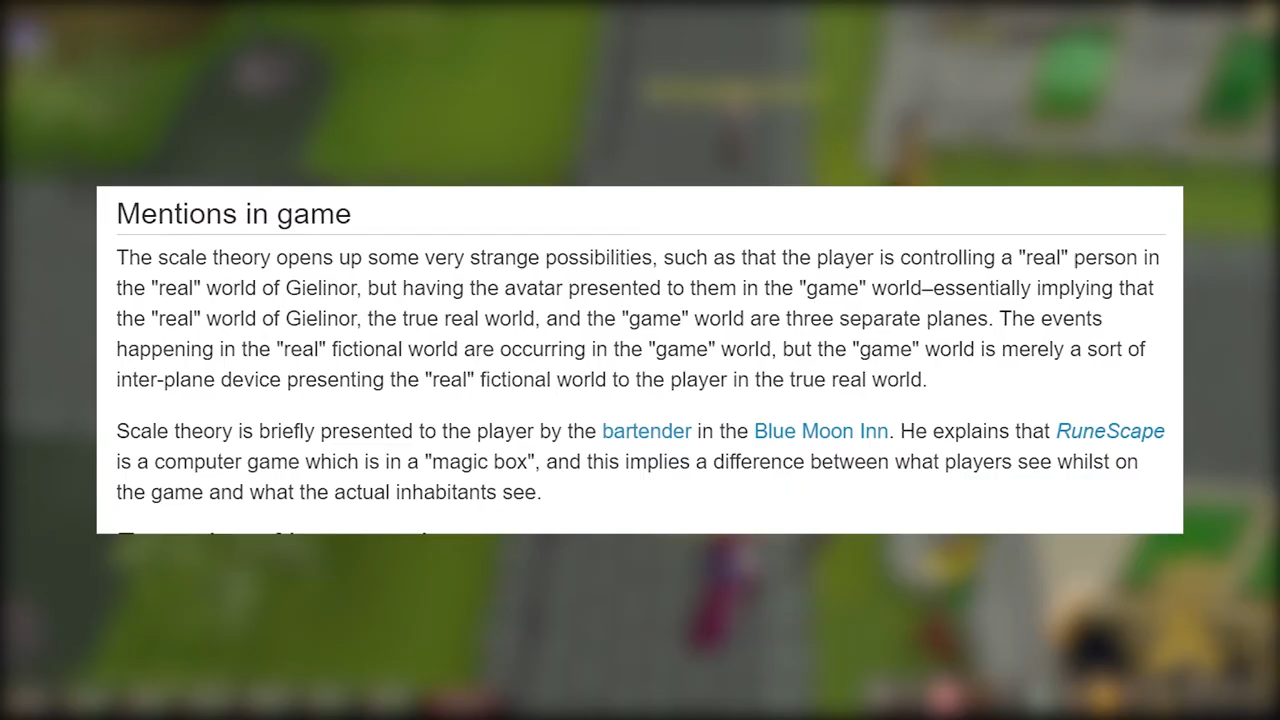 Mentions in game
The scale theory opens up some very strange possibilities, such as that the player is controlling a "real" person in
the "real" world of Gielinor, but having the avatar presented to them in the "game" world–essentially implying that
the "real" world of Gielinor, the true real world, and the "game" world are three separate planes. The events
happening in the "real" fictional world are occurring in the "game" world, but the "game" world is merely a sort of
inter-plane device presenting the "real" fictional world to the player in the true real world.
Scale theory is briefly presented to the player by the bartender in the Blue Moon Inn. He explains that RuneScape
is a computer game which is in a "magic box", and this implies a difference between what players see whilst on
the game and what the actual inhabitants see.